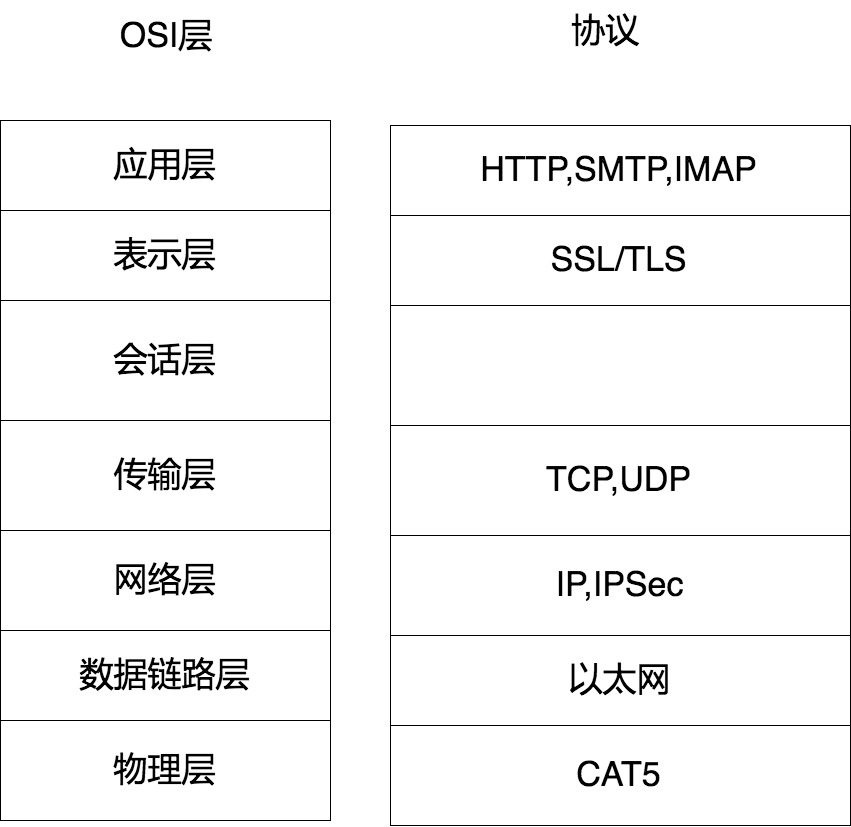 OSI层 协议
应用层 HTTP,SMTP,IMAP
表示层 SSL/TLS
会话层
传输层 TCP,UDP
网络层 IP,IPSec
数据链路层 以太网
物理层 CAT5